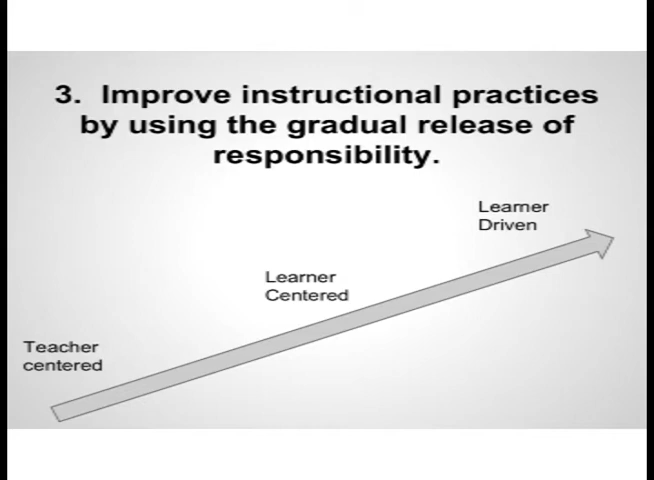 3. Improve instructional practices
by using the gradual release of
responsibility.
Learner
Driven
Learner
Centered
Teacher
centered